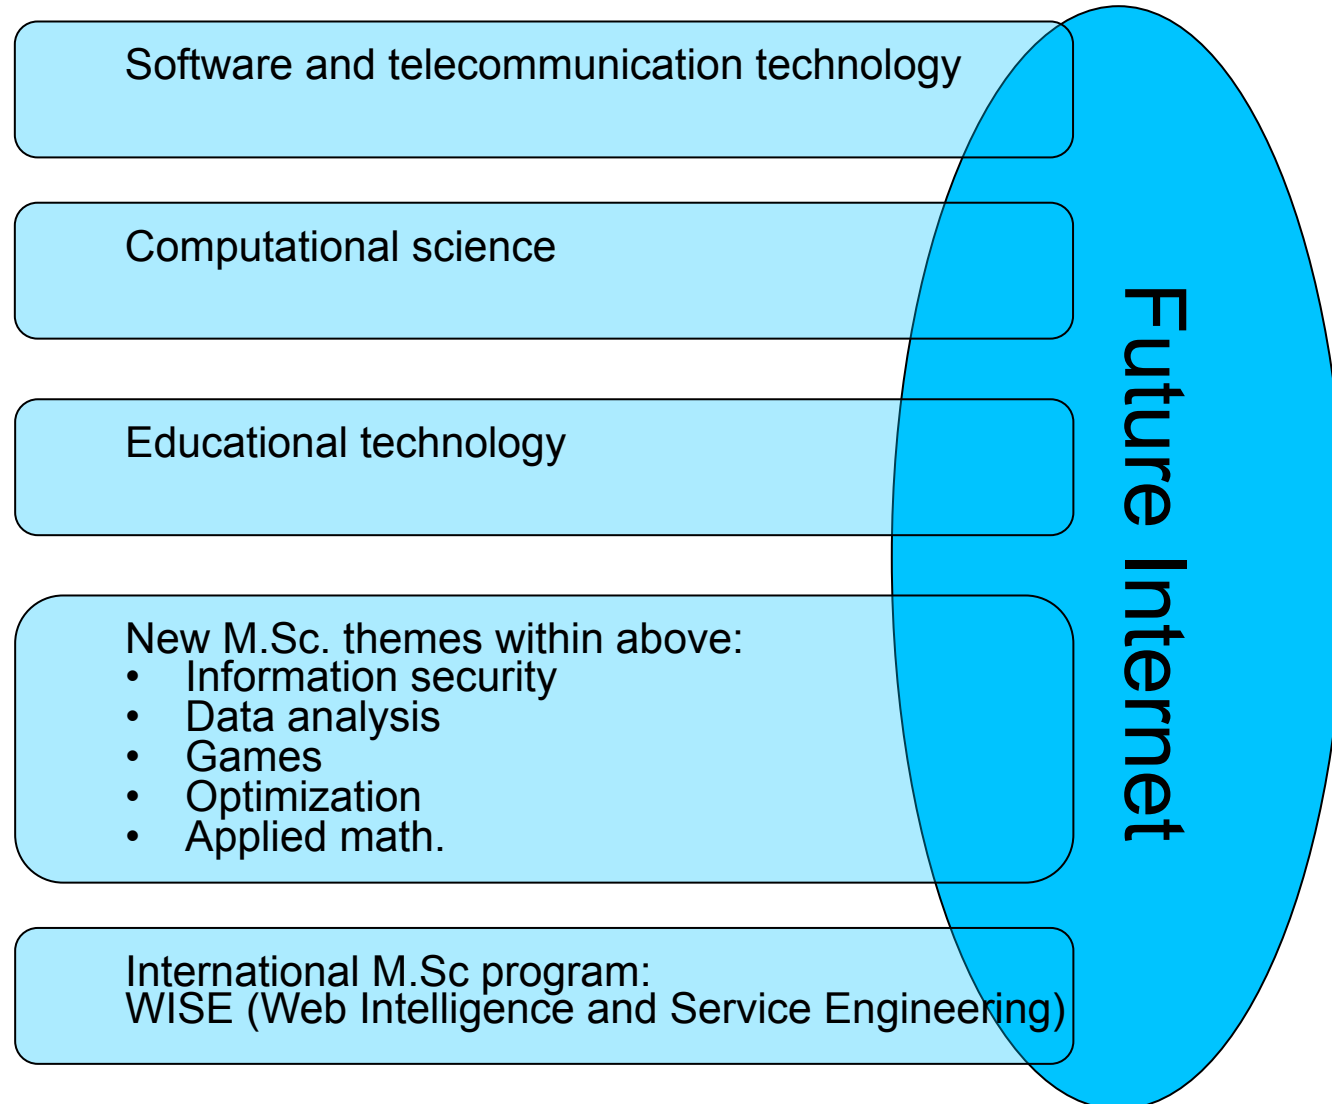 Software and telecommunication technology
Computational science
Educational technology
New M.Sc. themes within above:
• Information security
• Data analysis
• Games
• Optimization
• Applied math.
International M.Sc program:
WISE (Web Intelligence and Service Engineering)
Future Internet